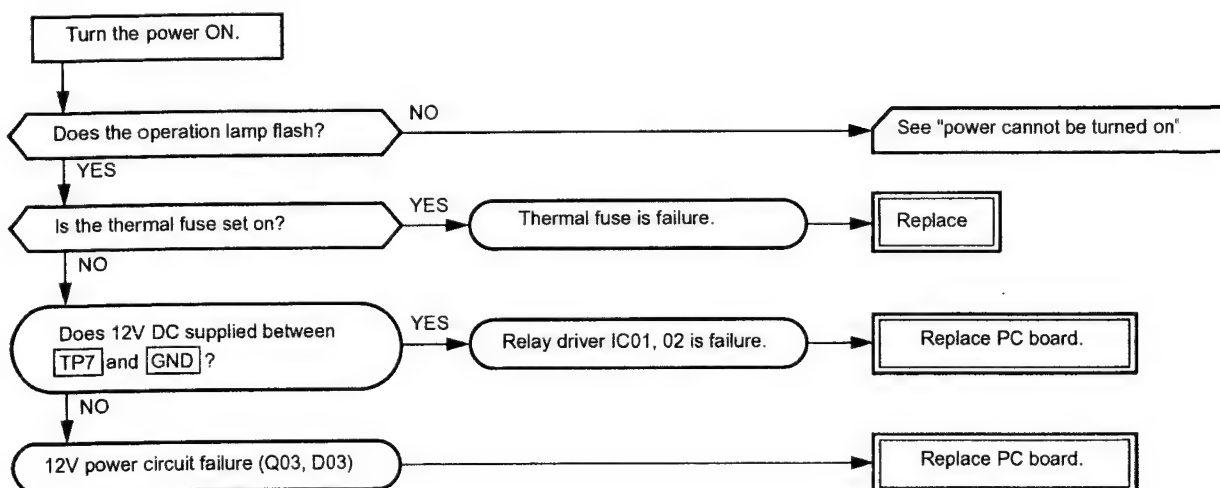 Turn the power ON.
Does the operation lamp flash?
NO
See "power cannot be turned on".
YES
Is the thermal fuse set on?
YES
Thermal fuse is failure.
Replace
NO
Does 12V DC supplied between
TP7 and GND ?
YES
Relay driver IC01, 02 is failure.
Replace PC board.
NO
12V power circuit failure (Q03, D03)
Replace PC board.